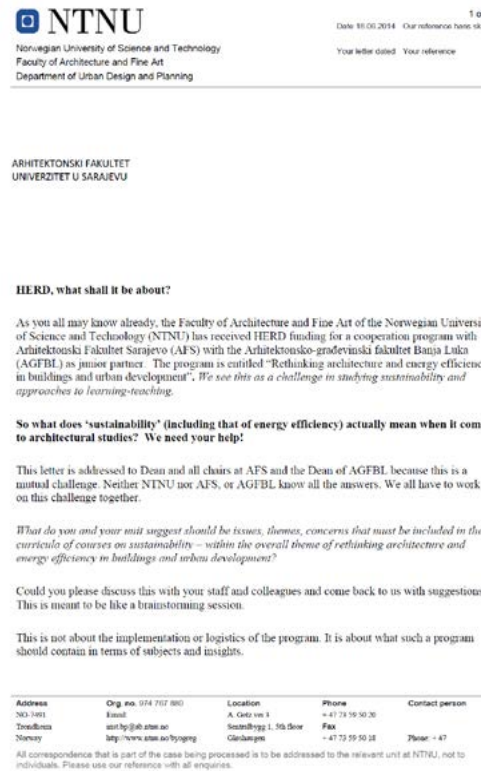 NTNU
1 o
Date 18.06.2014 Our reference hans sk
Norwegian University of Science and Technology
Your letter dated Your reference
Faculty of Architecture and Fine Art
Department of Urban Design and Planning
ARHITEKTONSKI FAKULTET
UNIVERZITET U SARAJEVU
HERD, what shall it be about?
As you all may know already, the Faculty of Architecture and Fine Art of the Norwegian Universi
of Science and Technology (NTNU) has received HERD funding for a cooperation program with
Arhitektonski Fakultet Sarajevo (AFS) with the Arhitektonsko-građevinski fakultet Banja Luka
(AGFBL) as junior partner. The program is entitled "Rethinking architecture and energy efficienc
in buildings and urban development". We see this as a challenge in studying sustainability and
approaches to learning-teaching.
So what does 'sustainability' (including that of energy efficiency) actually mean when it com
to architectural studies? We need your help!
This letter is addressed to Dean and all chairs at AFS and the Dean of AGFBL because this is a
mutual challenge. Neither NTNU nor AFS, or AGFBL know all the answers. We all have to work
on this challenge together.
What do you and your unit suggest should be issues, themes, concerns that must be included in the
curricula of courses on sustainability – within the overall theme of rethinking architecture and
energy efficiency in buildings and urban development?
Could you please discuss this with your staff and colleagues and come back to us with suggestions
This is meant to be like a brainstorming session.
This is not about the implementation or logistics of the program. It is about what such a program
should contain in terms of subjects and insights.
Address Org. no. 974 767 880 Location Phone Contact person
NO-7491 Email: A. Getz vei 3 + 47 73 59 50 20
Trondheim Sentralbygg 1, 5th floor Fax
Norway Gløshaugen + 47 73 59 50 18 Phone: + 47
All correspondence that is part of the case being processed is to be addressed to the relevant unit at NTNU, not to
individuals. Please use our reference with all enquiries.